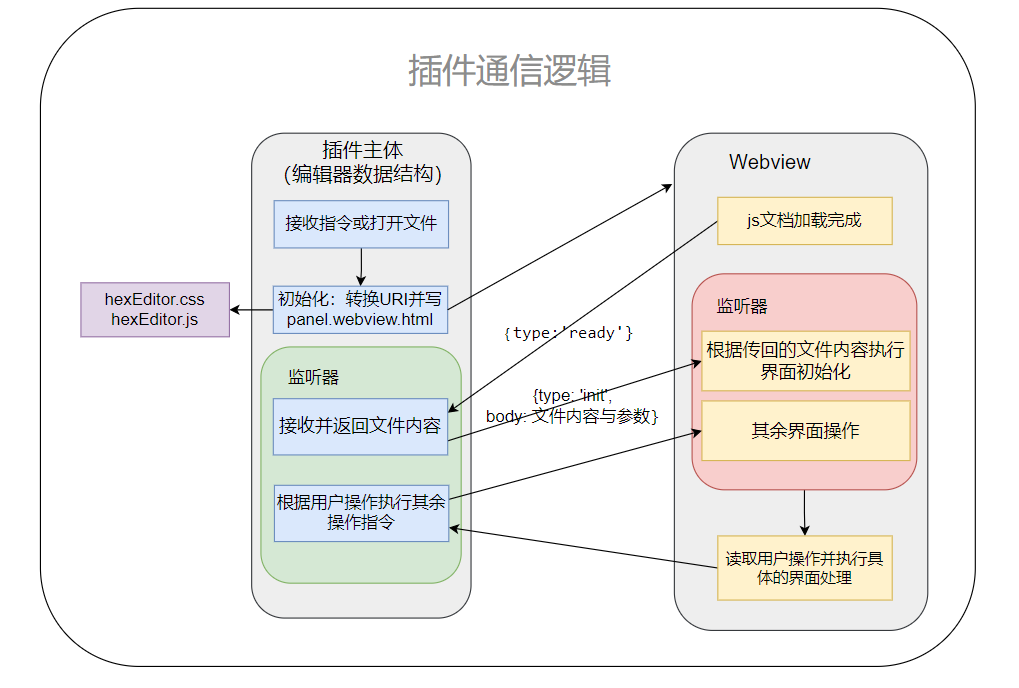 插件通信逻辑
插件主体
（编辑器数据结构）
接收指令或打开文件
初始化：转换URI并写
panel.webview.html
hexEditor.css
hexEditor.js
监听器
接收并返回文件内容
根据用户操作执行其余
操作指令
{type:'ready'}
{type: 'init',
body: 文件内容与参数}
Webview
js文档加载完成
监听器
根据传回的文件内容执行
界面初始化
其余界面操作
读取用户操作并执行具
体的界面处理